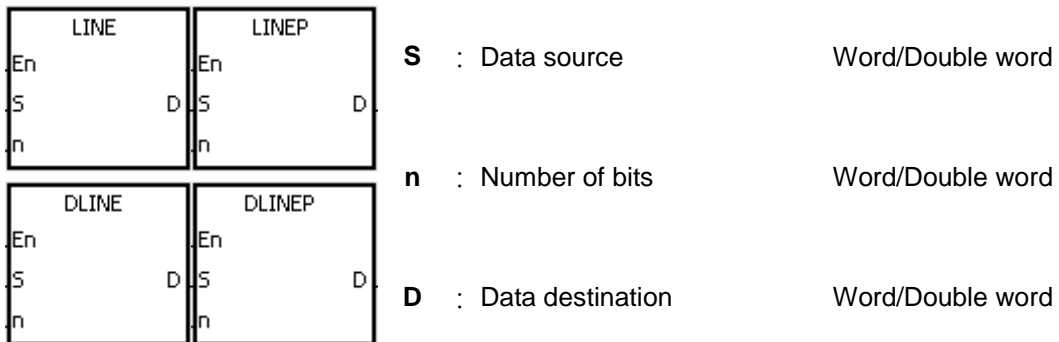 LINE LINEP
En En
S D S D
n n
DLINE DLINEP
En En
S D S D
n n
S : Data source Word/Double word
n : Number of bits Word/Double word
D : Data destination Word/Double word